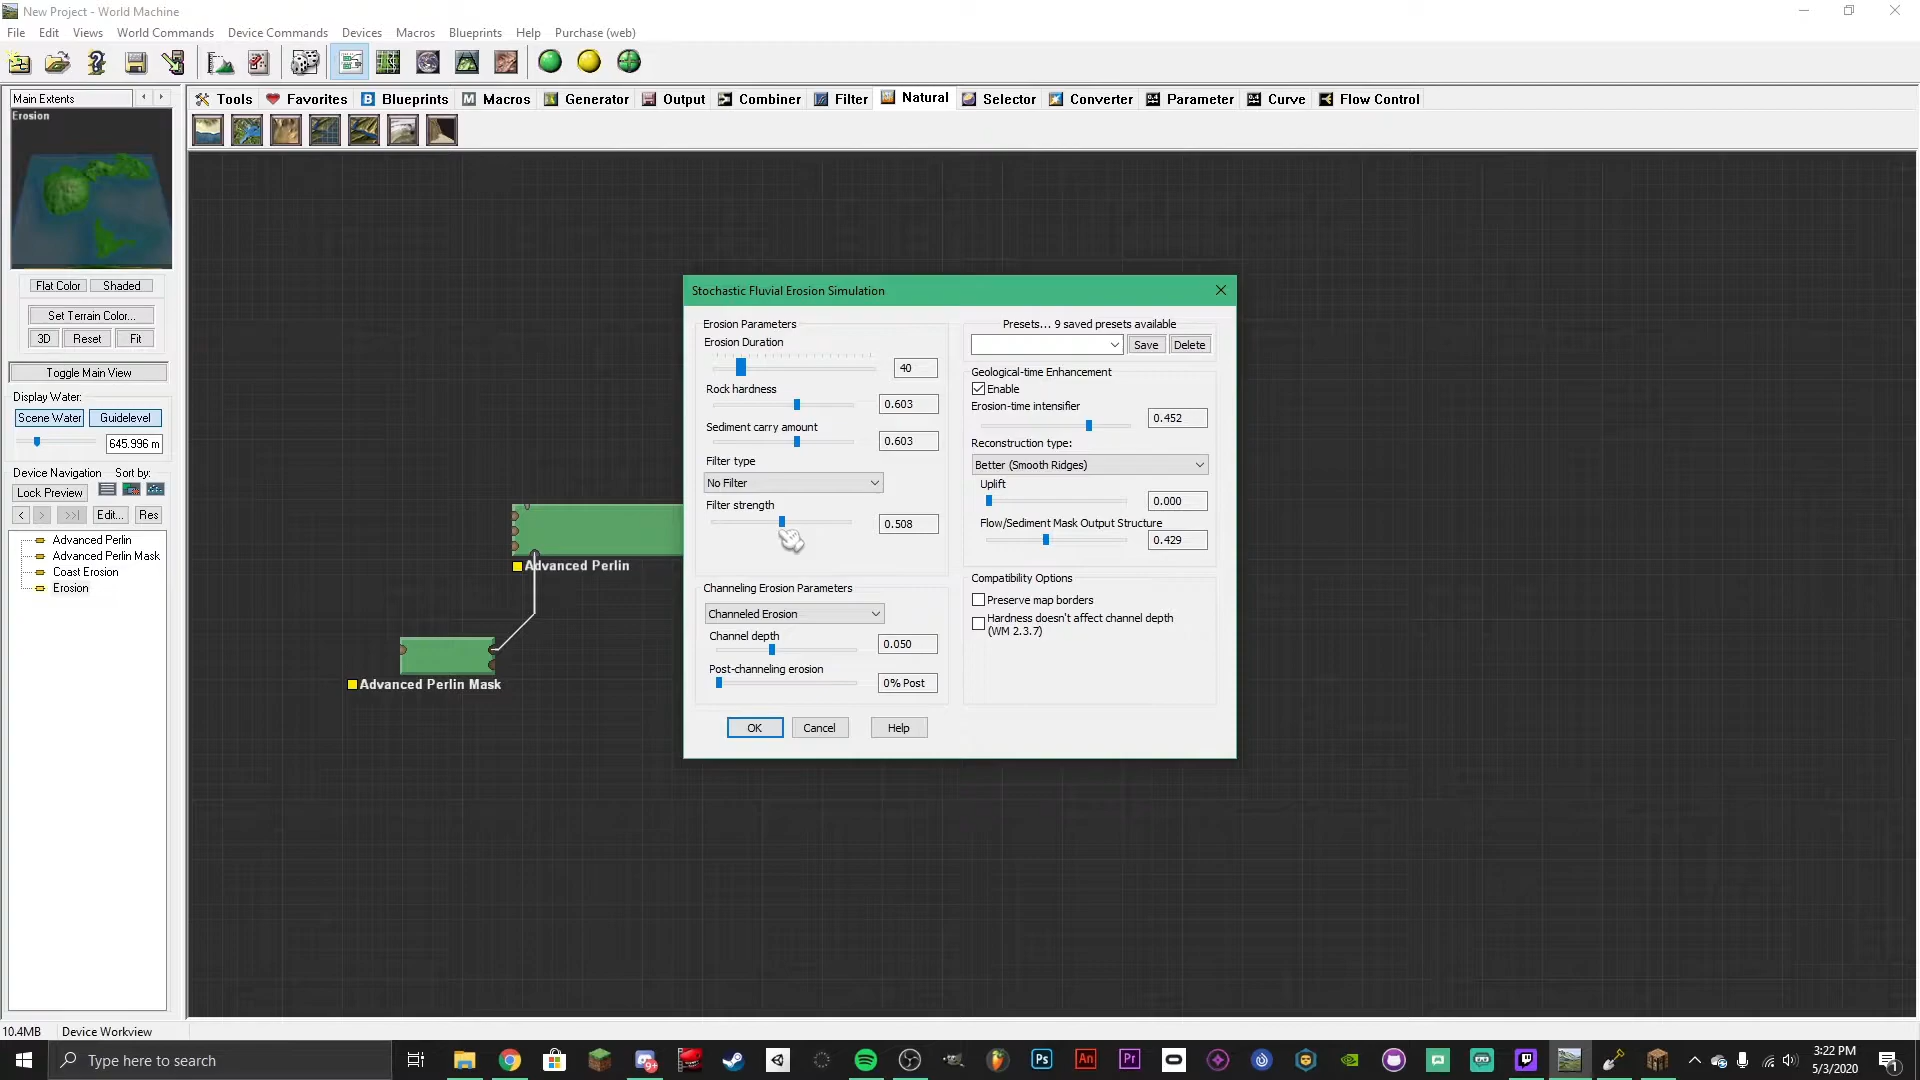 New Project - World Machine
File Edit Views World Commands Device Commands Devices Macros Blueprints Help Purchase (web)
Main Extents
Tools Favorites Blueprints Macros Generator Output Combiner Filter Natural Selector Converter Parameter Curve Flow Control
Erosion
Flat Color Shaded
Set Terrain Color...
3D Reset Fit
Toggle Main View
Display Water:
Scene Water Guidelevel
645.996 m
Device Navigation Sort by:
Lock Preview
< > >>| Edit... Res
Advanced Perlin
Advanced Perlin Mask
Coast Erosion
Erosion
Advanced Perlin
Advanced Perlin Mask
Stochastic Fluvial Erosion Simulation
Erosion Parameters
Erosion Duration
40
Rock hardness
0.603
Sediment carry amount
0.603
Filter type
No Filter
Filter strength
0.508
Channeling Erosion Parameters
Channeled Erosion
Channel depth
0.050
Post-channeling erosion
0% Post
OK Cancel Help
Presets... 9 saved presets available
Save Delete
Geological-time Enhancement
Enable
Erosion-time intensifier
0.452
Reconstruction type:
Better (Smooth Ridges)
Uplift
0.000
Flow/Sediment Mask Output Structure
0.429
Compatibility Options
Preserve map borders
Hardness doesn't affect channel depth
(WM 2.3.7)
10.4MB Device Workview
Type here to search
9+
Ps An Pr
3:22 PM
5/3/2020
1